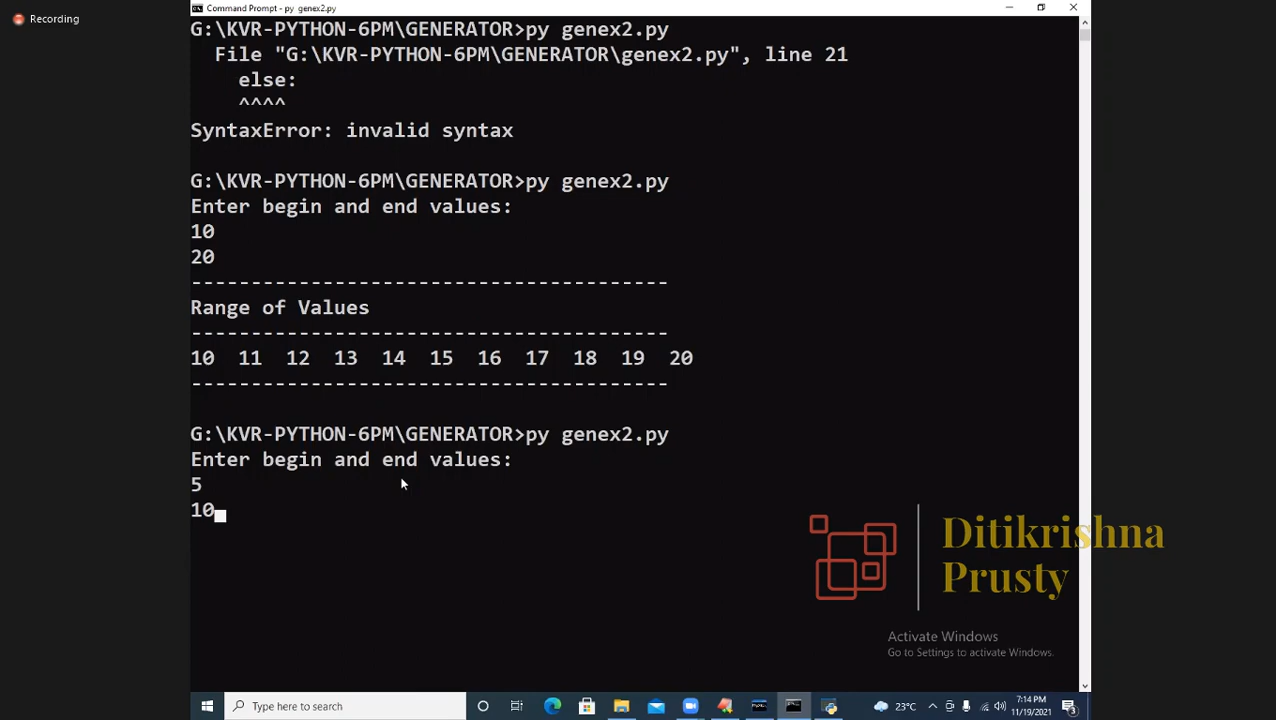 Recording
Command Prompt - py genex2.py
G:\KVR-PYTHON-6PM\GENERATOR>py genex2.py
  File "G:\KVR-PYTHON-6PM\GENERATOR\genex2.py", line 21
    else:
    ^^^^
SyntaxError: invalid syntax
G:\KVR-PYTHON-6PM\GENERATOR>py genex2.py
Enter begin and end values:
10
20
----------------------------------------
Range of Values
----------------------------------------
10  11  12  13  14  15  16  17  18  19  20
----------------------------------------
G:\KVR-PYTHON-6PM\GENERATOR>py genex2.py
Enter begin and end values:
5
10
Ditikrishna
Prusty
Activate Windows
Go to Settings to activate Windows.
Type here to search
23°C
7:14 PM
11/19/2021
3